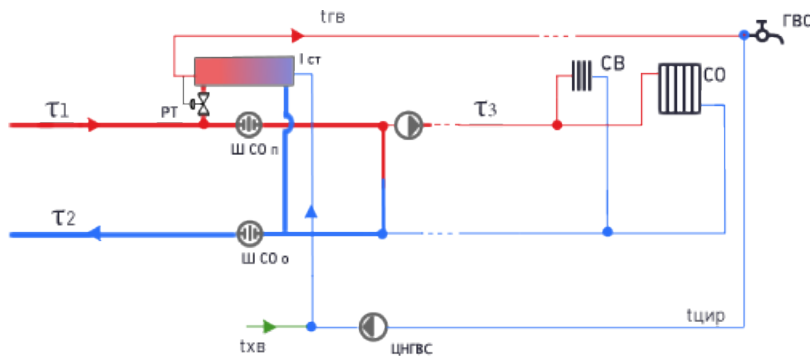 tгв
ГВС
I ст
СВ
СО
τ1
РТ
τ3
Ш СО п
τ2
Ш СО о
tцир
tхв
ЦНГВС